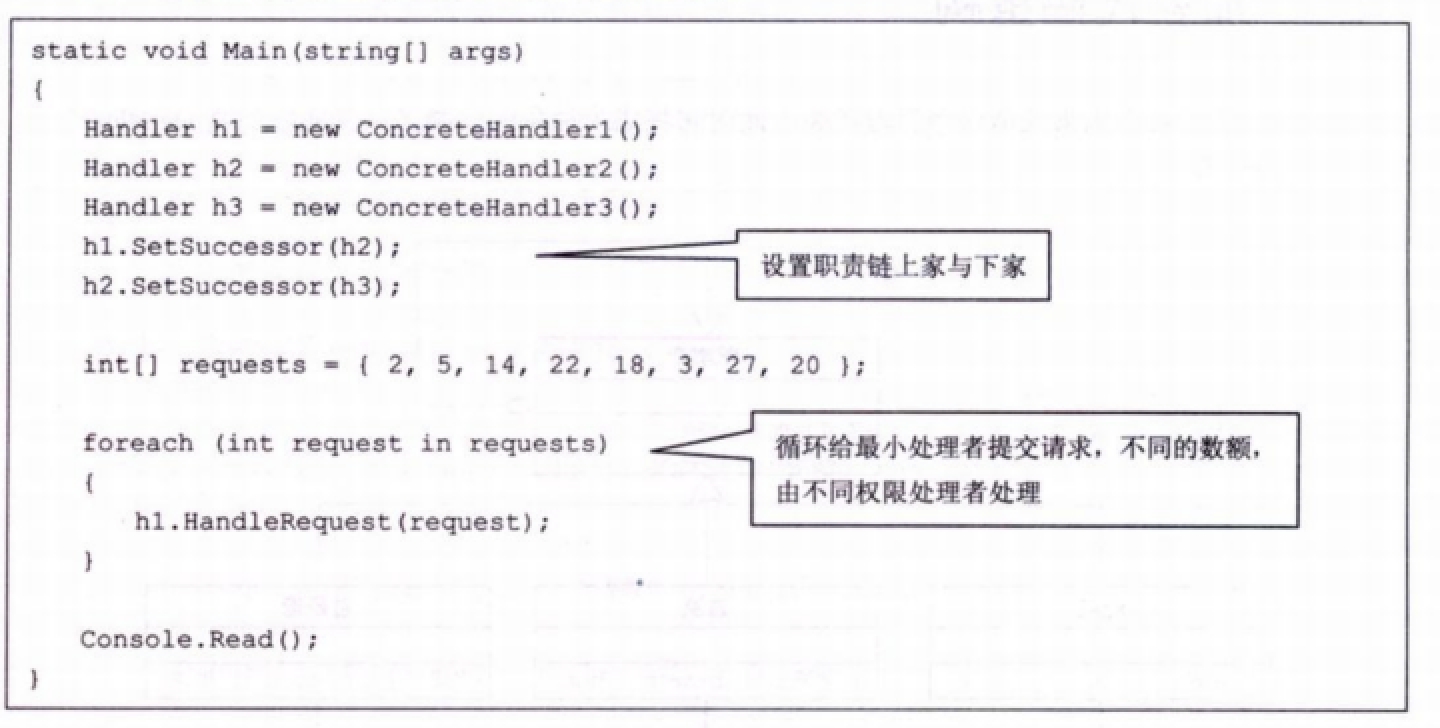 static void Main(string[] args)
{
Handler h1 = new ConcreteHandler1();
Handler h2 = new ConcreteHandler2();
Handler h3 = new ConcreteHandler3();
h1.SetSuccessor(h2);
设置职责链上家与下家
h2.SetSuccessor(h3);
int[] requests = { 2, 5, 14, 22, 18, 3, 27, 20 };
foreach (int request in requests)
循环给最小处理者提交请求，不同的数额，
由不同权限处理者处理
{
h1.HandleRequest(request);
}
Console.Read();
}